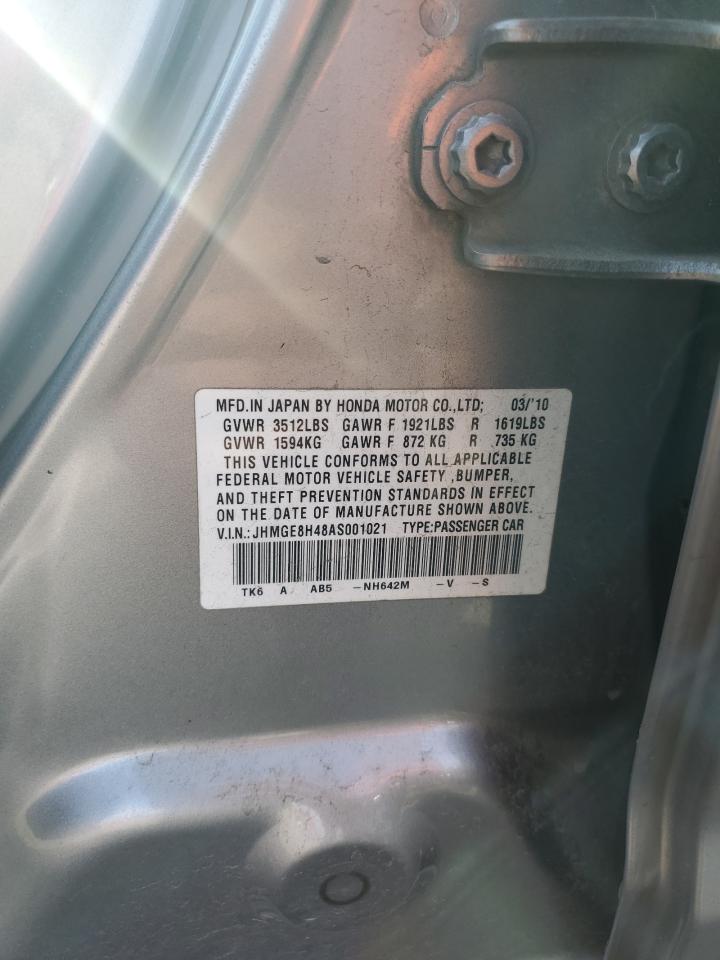 MFD.IN JAPAN BY HONDA MOTOR CO.,LTD; 03/'10
GVWR 3512LBS GAWR F 1921LBS R 1619LBS
GVWR 1594KG GAWR F 872 KG R 735 KG
THIS VEHICLE CONFORMS TO ALL APPLICABLE
FEDERAL MOTOR VEHICLE SAFETY ,BUMPER,
AND THEFT PREVENTION STANDARDS IN EFFECT
ON THE DATE OF MANUFACTURE SHOWN ABOVE.
V.I.N.: JHMGE8H48AS001021 TYPE:PASSENGER CAR
TK6 A AB5 -NH642M -V -S